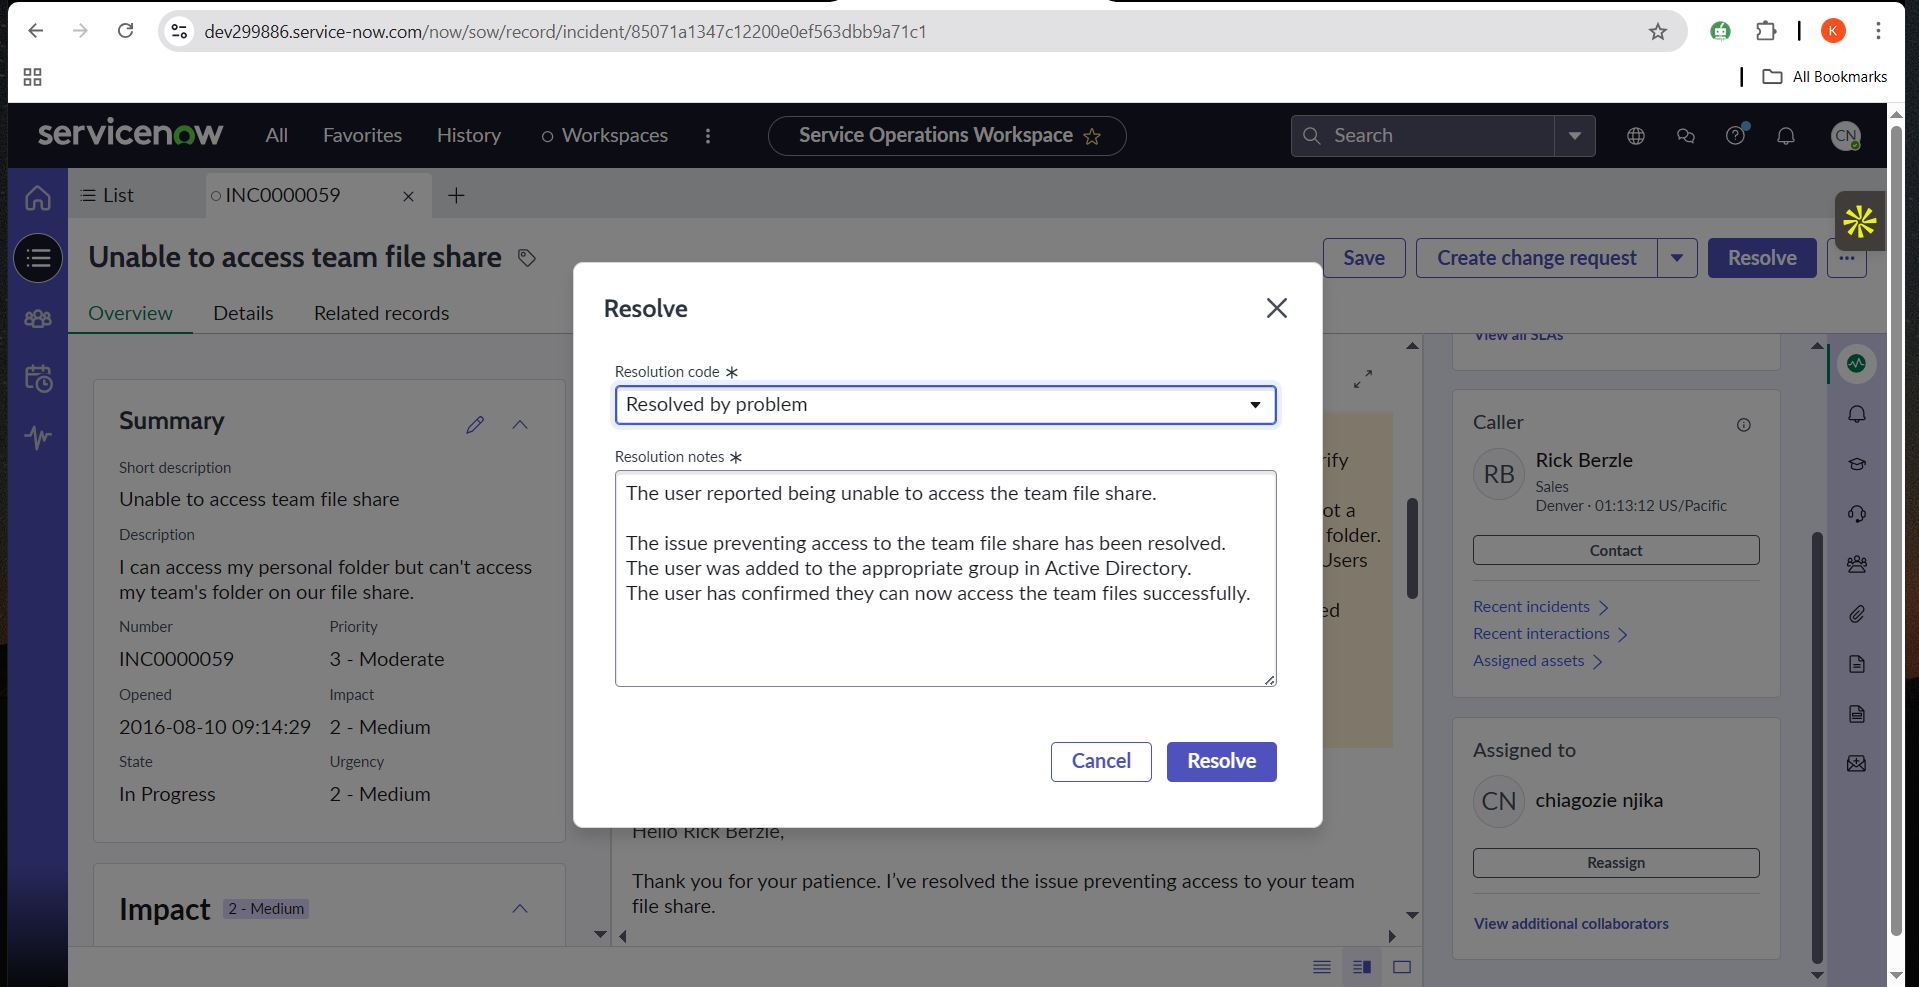 dev299886.service-now.com/now/sow/record/incident/85071a1347c12200e0ef563dbb9a71c1
K
All Bookmarks
servicenow
All
Favorites
History
Workspaces
Service Operations Workspace
Search
CN
List
INC0000059
Unable to access team file share
Save
Create change request
Resolve
Overview
Details
Related records
Summary
Short description
Unable to access team file share
Description
I can access my personal folder but can't access
my team's folder on our file share.
Number
Priority
INC0000059
3 - Moderate
Opened
Impact
2016-08-10 09:14:29
2 - Medium
State
Urgency
In Progress
2 - Medium
Impact
2 - Medium
Resolve
Resolution code
Resolved by problem
Resolution notes
The user reported being unable to access the team file share.
The issue preventing access to the team file share has been resolved.
The user was added to the appropriate group in Active Directory.
The user has confirmed they can now access the team files successfully.
Cancel
Resolve
ot a
folder.
Users
Hello Rick Berzle,
Thank you for your patience. I've resolved the issue preventing access to your team
file share.
View all SLAs
Caller
RB
Rick Berzle
Sales
Denver · 01:13:12 US/Pacific
Contact
Recent incidents
Recent interactions
Assigned assets
Assigned to
CN
chiagozie njika
Reassign
View additional collaborators